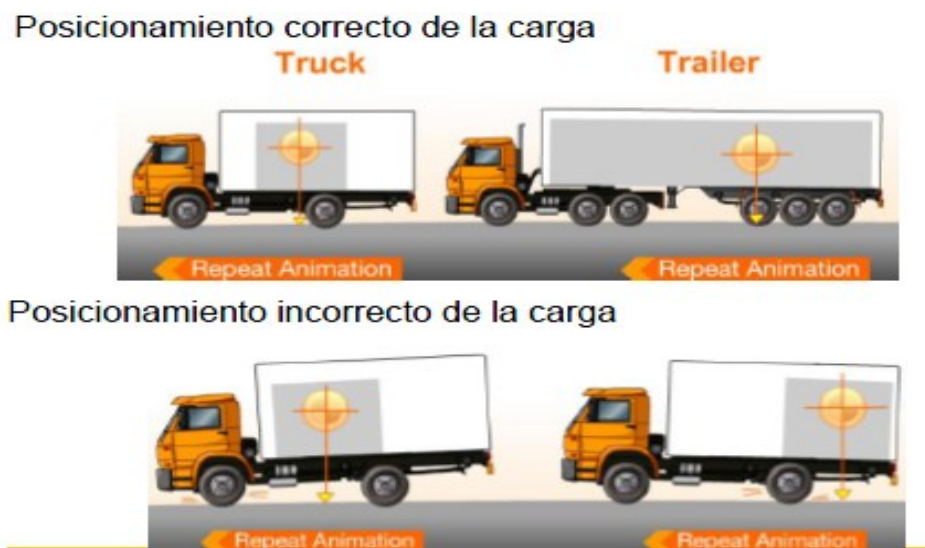 Posicionamiento correcto de la carga
Truck
Trailer
Repeat Animation
Repeat Animation
Posicionamiento incorrecto de la carga
Repeat Animation
Repeat Animation